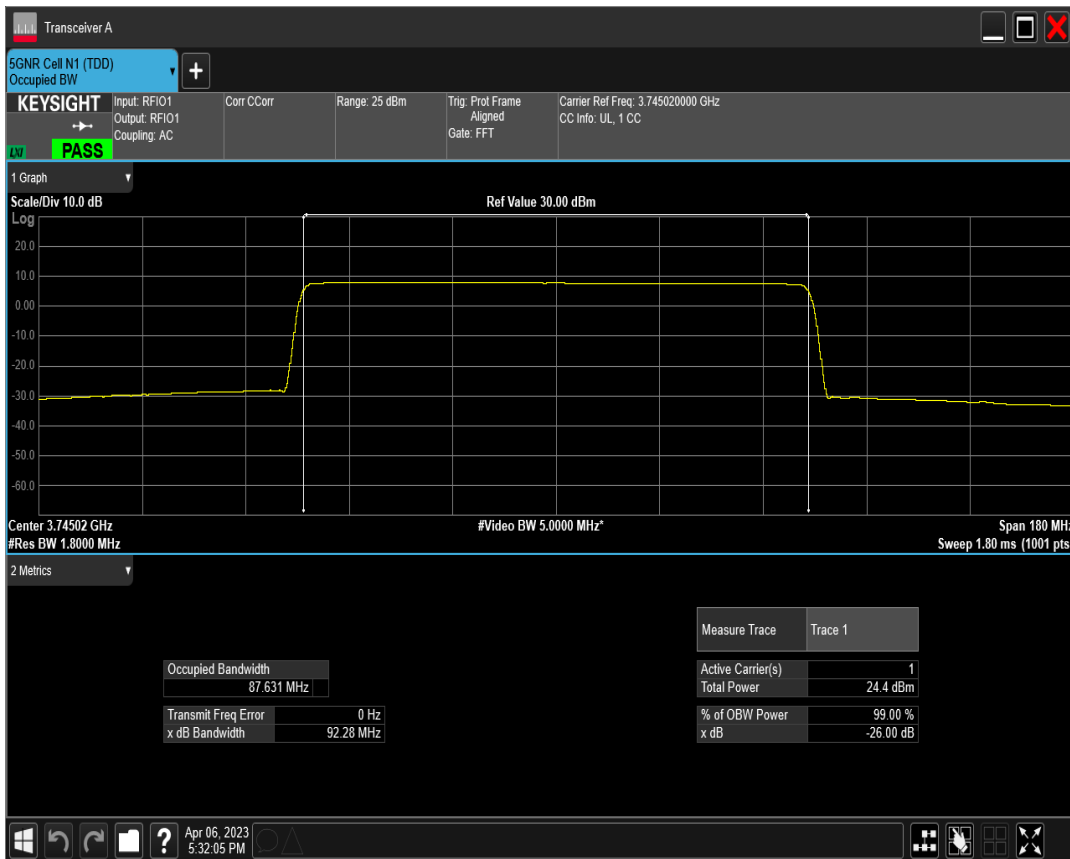 Transceiver A
5GNR Cell N1 (TDD)
Occupied BW
KEYSIGHT
LXI
PASS
Input: RFIO1
Output: RFIO1
Coupling: AC
Corr CCorr
Range: 25 dBm
Trig: Prot Frame
Aligned
Gate: FFT
Carrier Ref Freq: 3.745020000 GHz
CC Info: UL, 1 CC
1 Graph
Scale/Div 10.0 dB
Ref Value 30.00 dBm
Log
20.0
10.0
0.00
-10.0
-20.0
-30.0
-40.0
-50.0
-60.0
Center 3.74502 GHz
#Video BW 5.0000 MHz*
Span 180 MHz
#Res BW 1.8000 MHz
Sweep 1.80 ms (1001 pts
2 Metrics
Measure Trace Trace 1
Occupied Bandwidth
87.631 MHz
Active Carrier(s) 1
Total Power 24.4 dBm
Transmit Freq Error 0 Hz
x dB Bandwidth 92.28 MHz
% of OBW Power 99.00 %
x dB -26.00 dB
?
Apr 06, 2023
5:32:05 PM